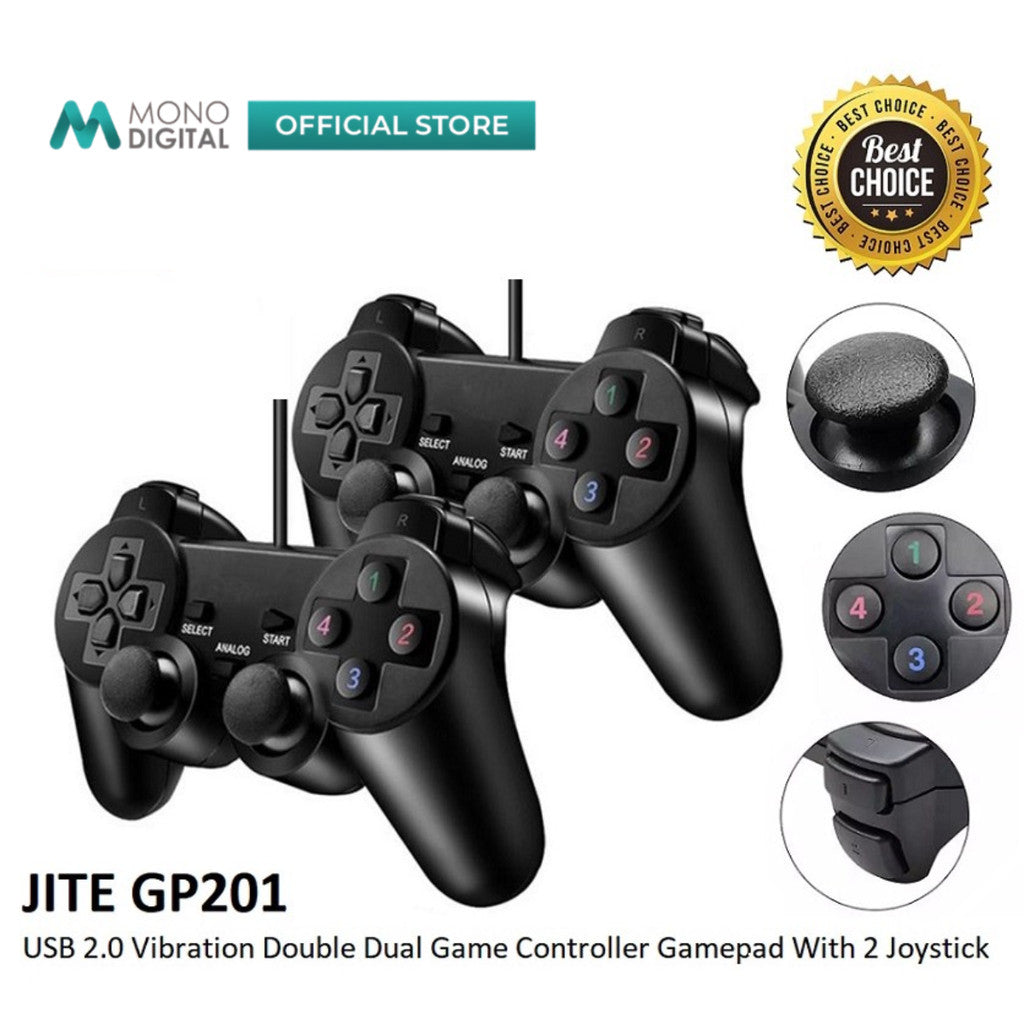 MONO
DIGITAL
OFFICIAL STORE
BEST CHOICE · BEST CHOICE · BEST CHOICE · BEST CHOICE ·
Best
CHOICE
L
R
1
4
2
3
SELECT
ANALOG
START
L
R
1
4
2
3
SELECT
ANALOG
START
1
4
2
3
JITE GP201
USB 2.0 Vibration Double Dual Game Controller Gamepad With 2 Joystick